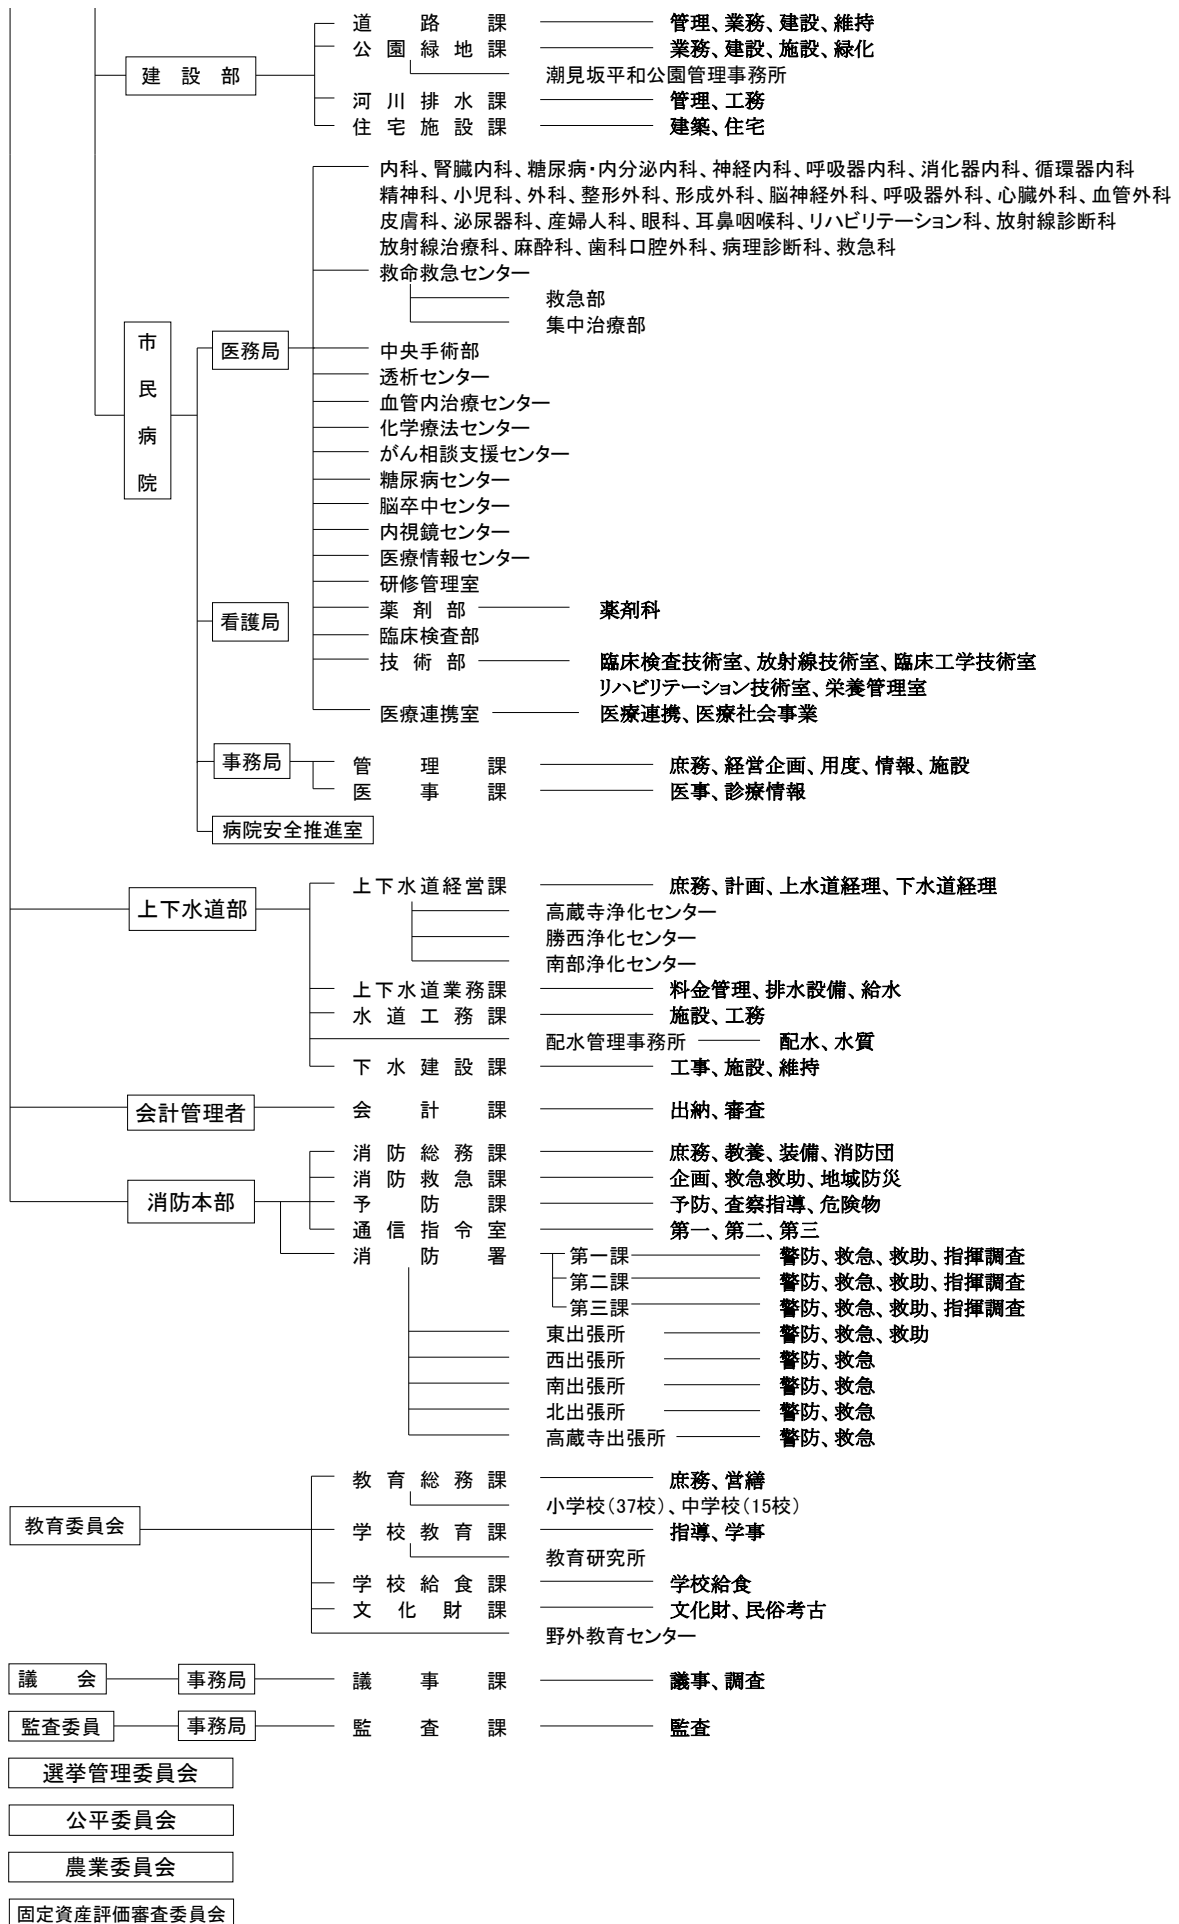 道路課 管理、業務、建設、維持
公園緑地課 業務、建設、施設、緑化
建設部
潮見坂平和公園管理事務所
河川排水課 管理、工務
住宅施設課 建築、住宅
内科、腎臓内科、糖尿病・内分泌内科、神経内科、呼吸器内科、消化器内科、循環器内科
精神科、小児科、外科、整形外科、形成外科、脳神経外科、呼吸器外科、心臓外科、血管外科
皮膚科、泌尿器科、産婦人科、眼科、耳鼻咽喉科、リハビリテーション科、放射線診断科
放射線治療科、麻酔科、歯科口腔外科、病理診断科、救急科
救命救急センター
救急部
集中治療部
市民病院
医務局
中央手術部
透析センター
血管内治療センター
化学療法センター
がん相談支援センター
糖尿病センター
脳卒中センター
内視鏡センター
医療情報センター
研修管理室
薬剤部 薬剤科
看護局
臨床検査部
技術部 臨床検査技術室、放射線技術室、臨床工学技術室
リハビリテーション技術室、栄養管理室
医療連携室 医療連携、医療社会事業
事務局
管理課 庶務、経営企画、用度、情報、施設
医事課 医事、診療情報
病院安全推進室
上下水道経営課 庶務、計画、上水道経理、下水道経理
上下水道部
高蔵寺浄化センター
勝西浄化センター
南部浄化センター
上下水道業務課 料金管理、排水設備、給水
水道工務課 施設、工務
配水管理事務所 配水、水質
下水建設課 工事、施設、維持
会計管理者 会計課 出納、審査
消防総務課 庶務、教養、装備、消防団
消防救急課 企画、救急救助、地域防災
消防本部
予防課 予防、査察指導、危険物
通信指令室 第一、第二、第三
消防署 第一課 警防、救急、救助、指揮調査
第二課 警防、救急、救助、指揮調査
第三課 警防、救急、救助、指揮調査
東出張所 警防、救急、救助
西出張所 警防、救急
南出張所 警防、救急
北出張所 警防、救急
高蔵寺出張所 警防、救急
教育総務課 庶務、営繕
小学校(37校)、中学校(15校)
教育委員会
学校教育課 指導、学事
教育研究所
学校給食課 学校給食
文化財課 文化財、民俗考古
野外教育センター
議会 事務局 議事課 議事、調査
監査委員 事務局 監査課 監査
選挙管理委員会
公平委員会
農業委員会
固定資産評価審査委員会